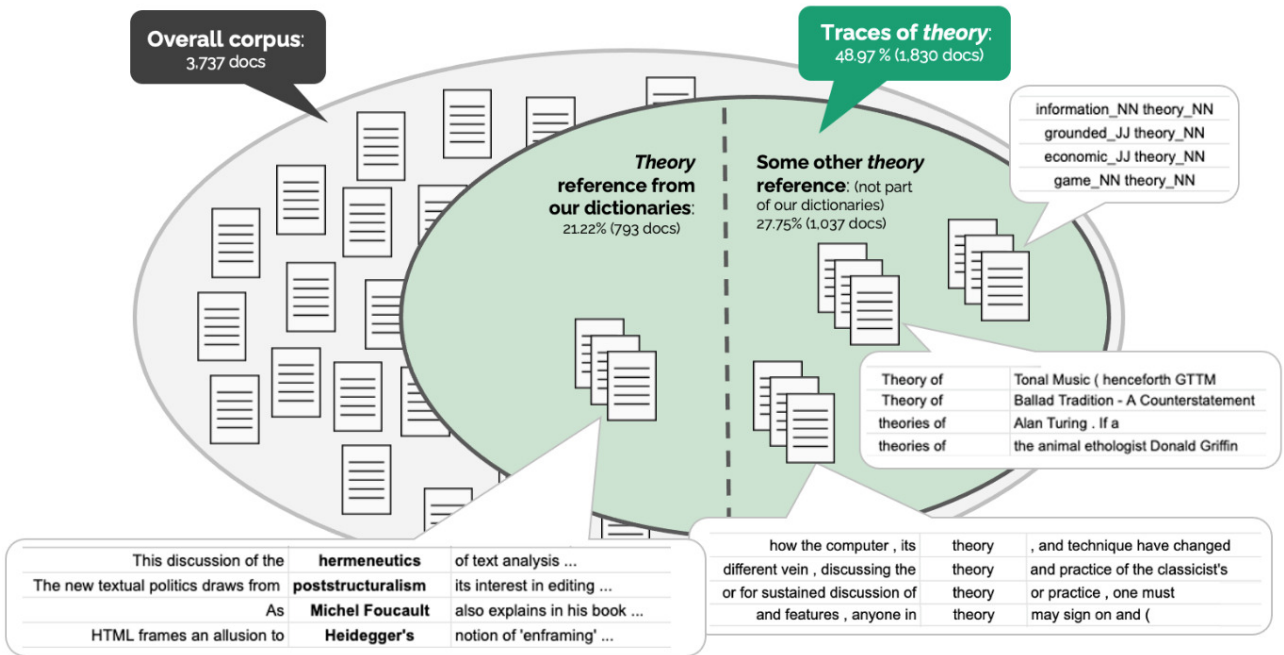 Overall corpus:
3,737 docs
Traces of theory:
48.97 % (1,830 docs)
information_NN theory_NN
grounded_JJ theory_NN
economic_JJ theory_NN
game_NN theory_NN
Theory
reference from
our dictionaries:
21.22% (793 docs)
Some other theory
reference: (not part
of our dictionaries)
27.75% (1,037 docs)
Theory of Tonal Music ( henceforth GTTM
Theory of Ballad Tradition - A Counterstatement
theories of Alan Turing . If a
theories of the animal ethologist Donald Griffin
This discussion of the hermeneutics of text analysis ...
The new textual politics draws from poststructuralism its interest in editing ...
As Michel Foucault also explains in his book ...
HTML frames an allusion to Heidegger's notion of 'enframing' ...
how the computer , its theory , and technique have changed
different vein , discussing the theory and practice of the classicist's
or for sustained discussion of theory or practice , one must
and features , anyone in theory may sign on and (